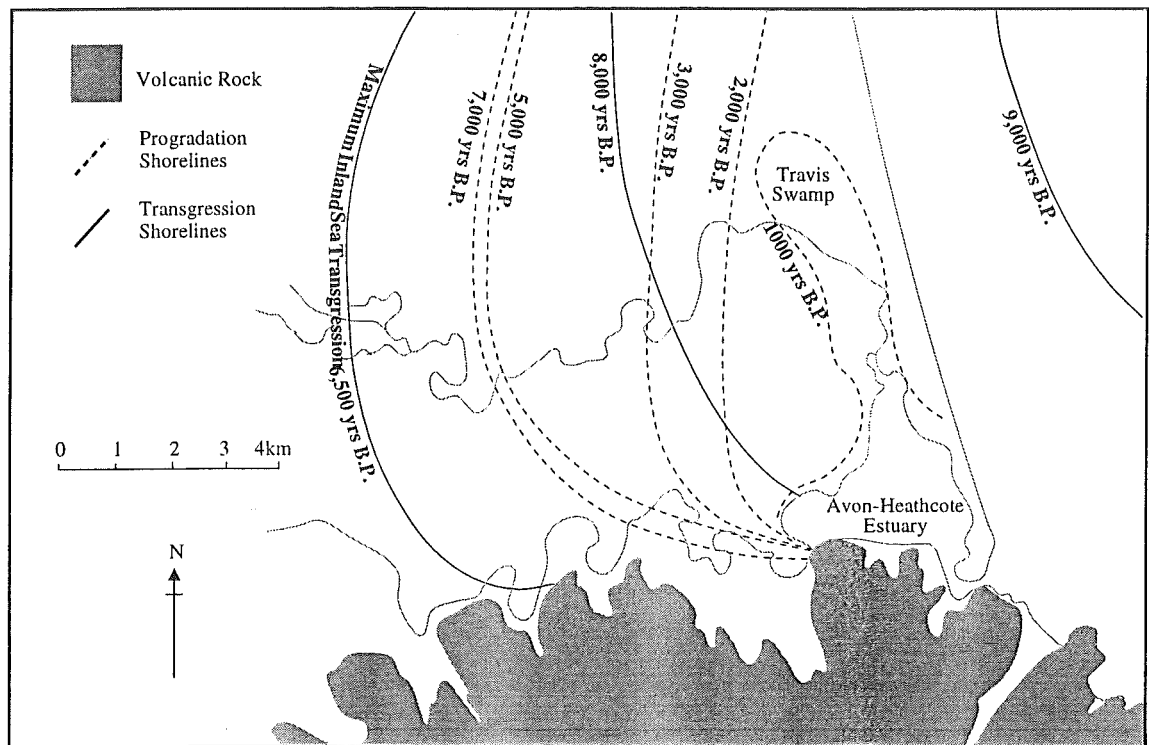 Volcanic Rock
Progradation
Shorelines
Transgression
Shorelines
Maximum Inland Sea Transgression 6,500 yrs B.P.
7,000 yrs B.P.
5,000 yrs B.P.
8,000 yrs B.P.
3,000 yrs B.P.
2,000 yrs B.P.
9,000 yrs B.P.
Travis
Swamp
1000 yrs B.P.
0 1 2 3 4km
Avon-Heathcote
Estuary
N